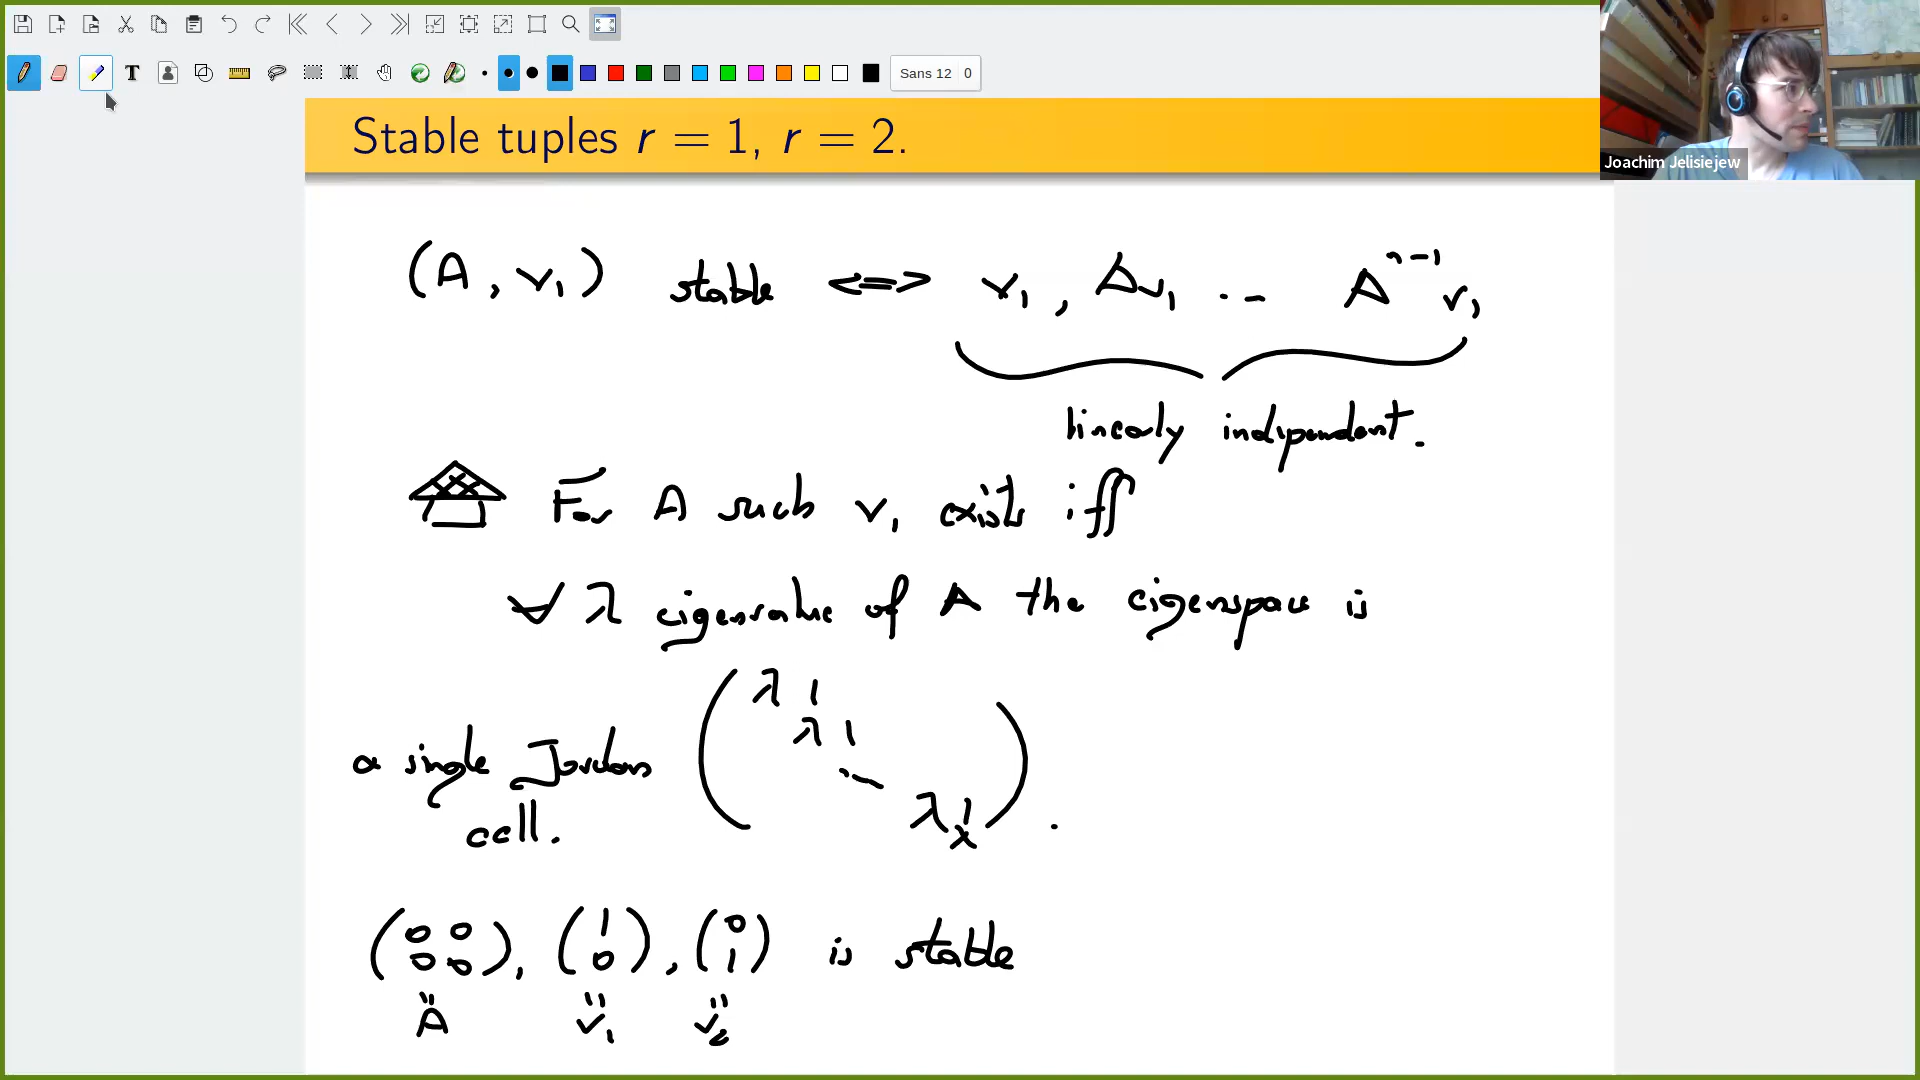 T
Sans 12 0
Joachim Jelisiejew
Stable tuples r = 1, r = 2.
(A, v₁) stable ⟺ v₁, Av₁ ... Aⁿ⁻¹v₁
linearly independent.
For A such v₁ exists iff
∀ λ eigenvalue of A the eigenspace is
a single Jordan cell. ( λ 1 λ 1 ... λ 1 λ ) .
( 0 0 0 0 ), ( 1 0 ), ( 0 1 ) is stable
" " "
A v₁ v₂